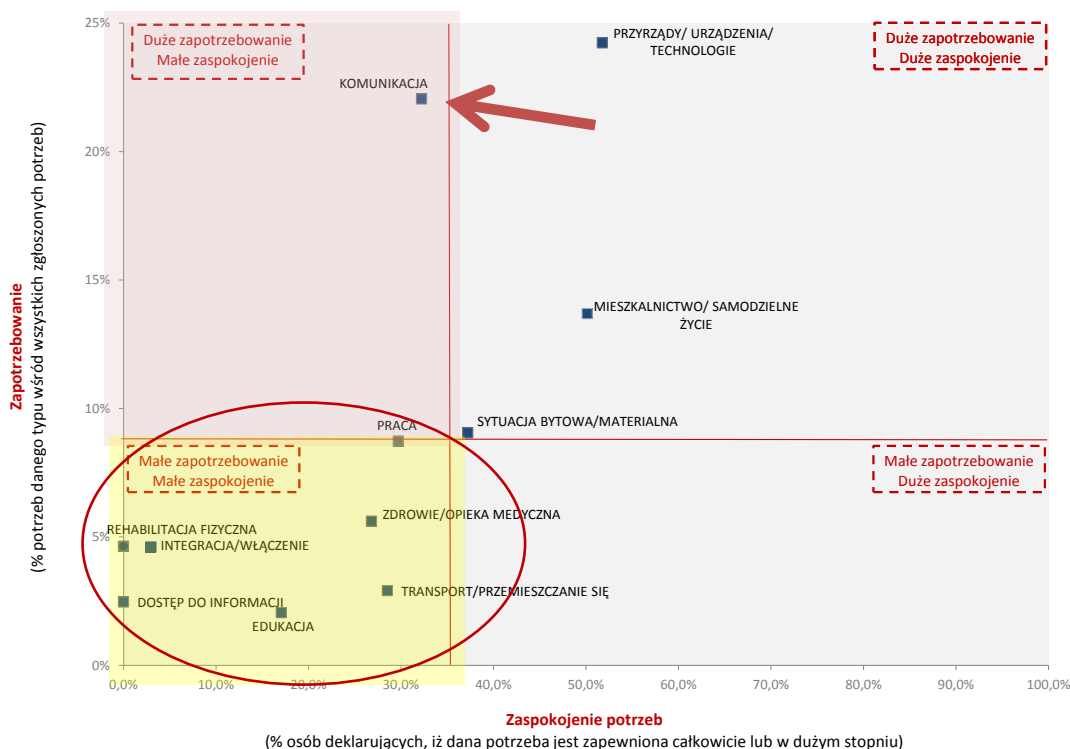 25%
Duże zapotrzebowanie
Małe zaspokojenie
PRZYRZĄDY/ URZĄDZENIA/
TECHNOLOGIE
Duże zapotrzebowanie
Duże zaspokojenie
KOMUNIKACJA
20%
15%
MIESZKALNICTWO/ SAMODZIELNE
ŻYCIE
10%
PRACA
SYTUACJA BYTOWA/MATERIALNA
Małe zapotrzebowanie
Małe zaspokojenie
Małe zapotrzebowanie
Duże zaspokojenie
ZDROWIE/OPIEKA MEDYCZNA
REHABILITACJA FIZYCZNA
5%
INTEGRACJA/WŁĄCZENIE
TRANSPORT/PRZEMIESZCZANIE SIĘ
DOSTĘP DO INFORMACJI
EDUKACJA
0%
0,0%
10,0%
20,0%
30,0%
40,0%
50,0%
60,0%
70,0%
80,0%
90,0%
100,0%
Zapotrzebowanie
(% potrzeb danego typu wśród wszystkich zgłoszonych potrzeb)
Zaspokojenie potrzeb
(% osób deklarujących, iż dana potrzeba jest zapewniona całkowicie lub w dużym stopniu)